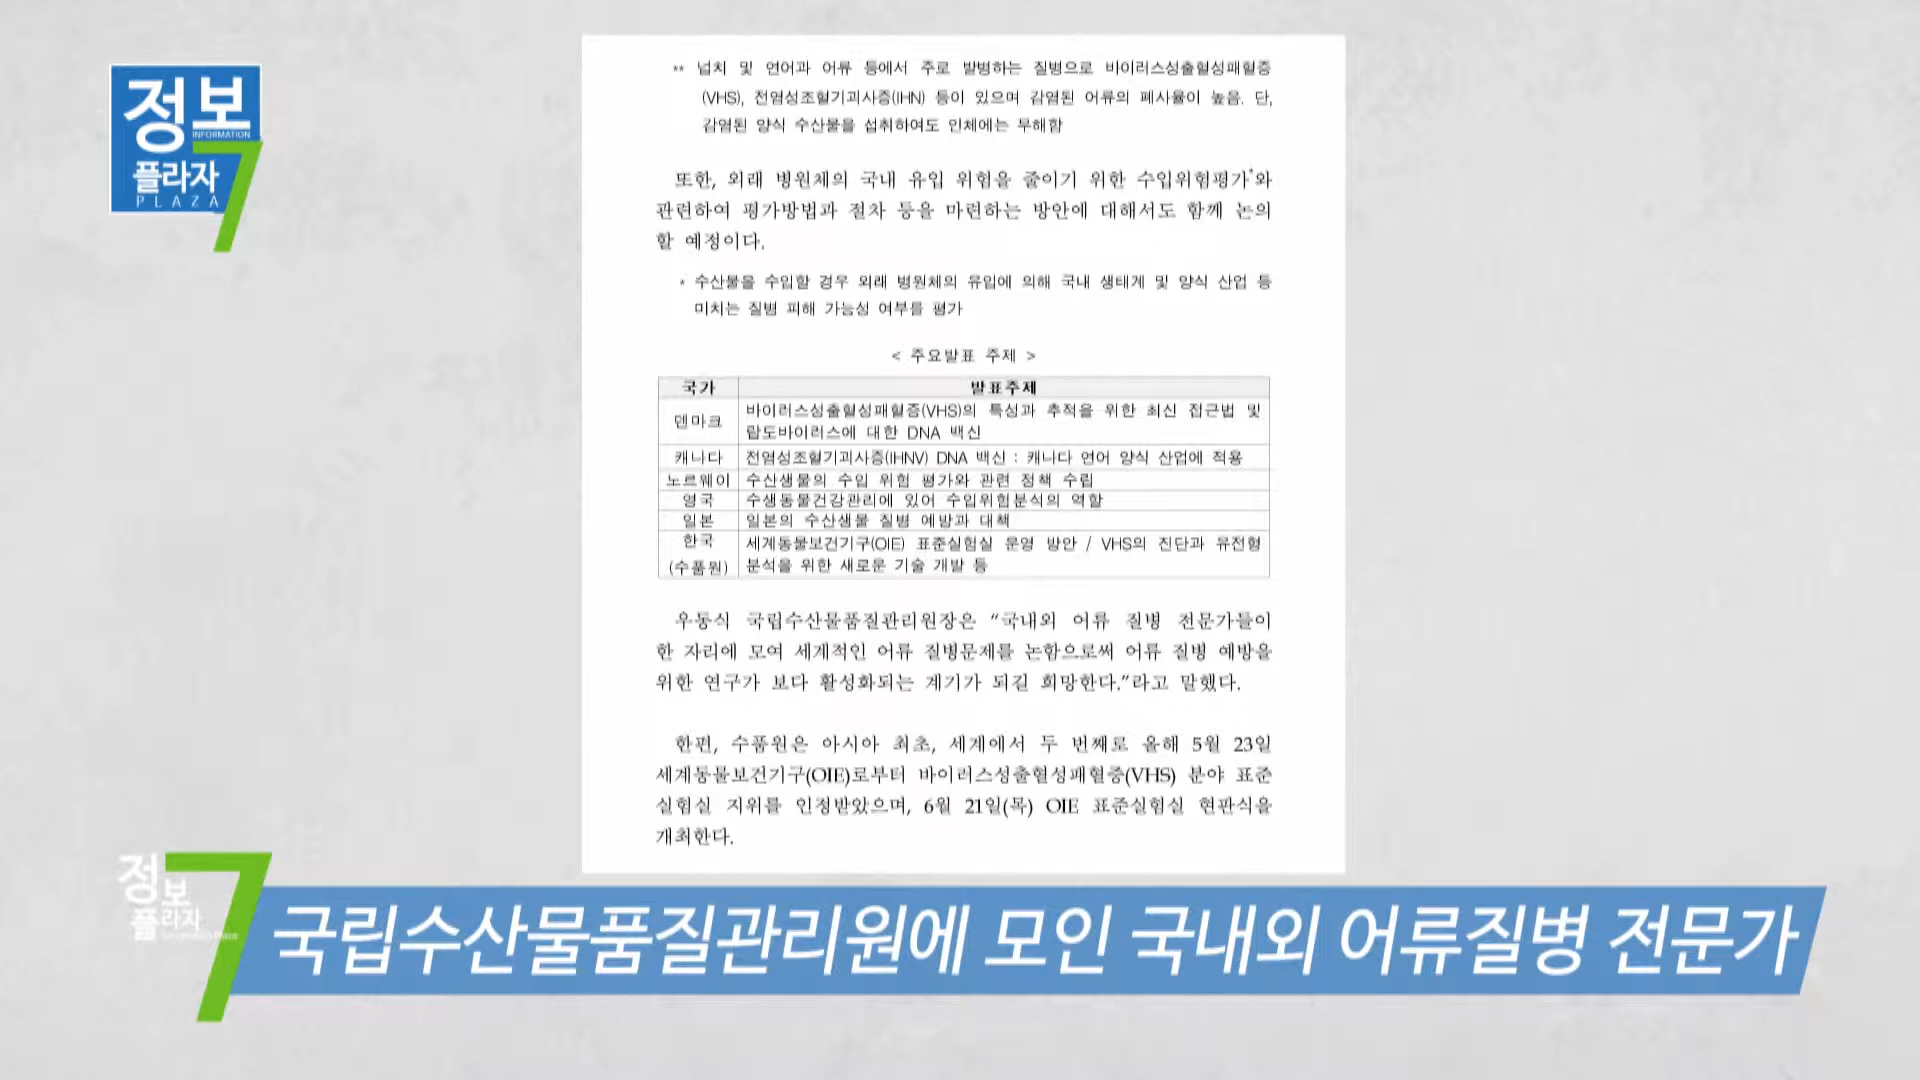 정보
INFORMATION
플라자
PLAZA
7
** 넙치 및 연어과 어류 등에서 주로 발병하는 질병으로 바이러스성출혈성패혈증
(VHS), 전염성조혈기괴사증(IHN) 등이 있으며 감염된 어류의 폐사율이 높음. 단,
감염된 양식 수산물을 섭취하여도 인체에는 무해함
또한, 외래 병원체의 국내 유입 위험을 줄이기 위한 수입위험평가*와
관련하여 평가방법과 절차 등을 마련하는 방안에 대해서도 함께 논의
할 예정이다.
* 수산물을 수입할 경우 외래 병원체의 유입에 의해 국내 생태계 및 양식 산업 등
미치는 질병 피해 가능성 여부를 평가
< 주요발표 주제 >
국가 발표주제
덴마크 바이러스성출혈성패혈증(VHS)의 특성과 추적을 위한 최신 접근법 및
랍도바이러스에 대한 DNA 백신
캐나다 전염성조혈기괴사증(IHNV) DNA 백신 : 캐나다 연어 양식 산업에 적용
노르웨이 수산생물의 수입 위험 평가와 관련 정책 수립
영국 수생동물건강관리에 있어 수입위험분석의 역할
일본 일본의 수산생물 질병 예방과 대책
한국 세계동물보건기구(OIE) 표준실험실 운영 방안 / VHS의 진단과 유전형
(수품원) 분석을 위한 새로운 기술 개발 등
우동식 국립수산물품질관리원장은 “국내외 어류 질병 전문가들이
한 자리에 모여 세계적인 어류 질병문제를 논함으로써 어류 질병 예방을
위한 연구가 보다 활성화되는 계기가 되길 희망한다.”라고 말했다.
한편, 수품원은 아시아 최초, 세계에서 두 번째로 올해 5월 23일
세계동물보건기구(OIE)로부터 바이러스성출혈성패혈증(VHS) 분야 표준
실험실 지위를 인정받았으며, 6월 21일(목) OIE 표준실험실 현판식을
개최한다.
정보
플라자
7
국립수산물품질관리원에 모인 국내외 어류질병 전문가